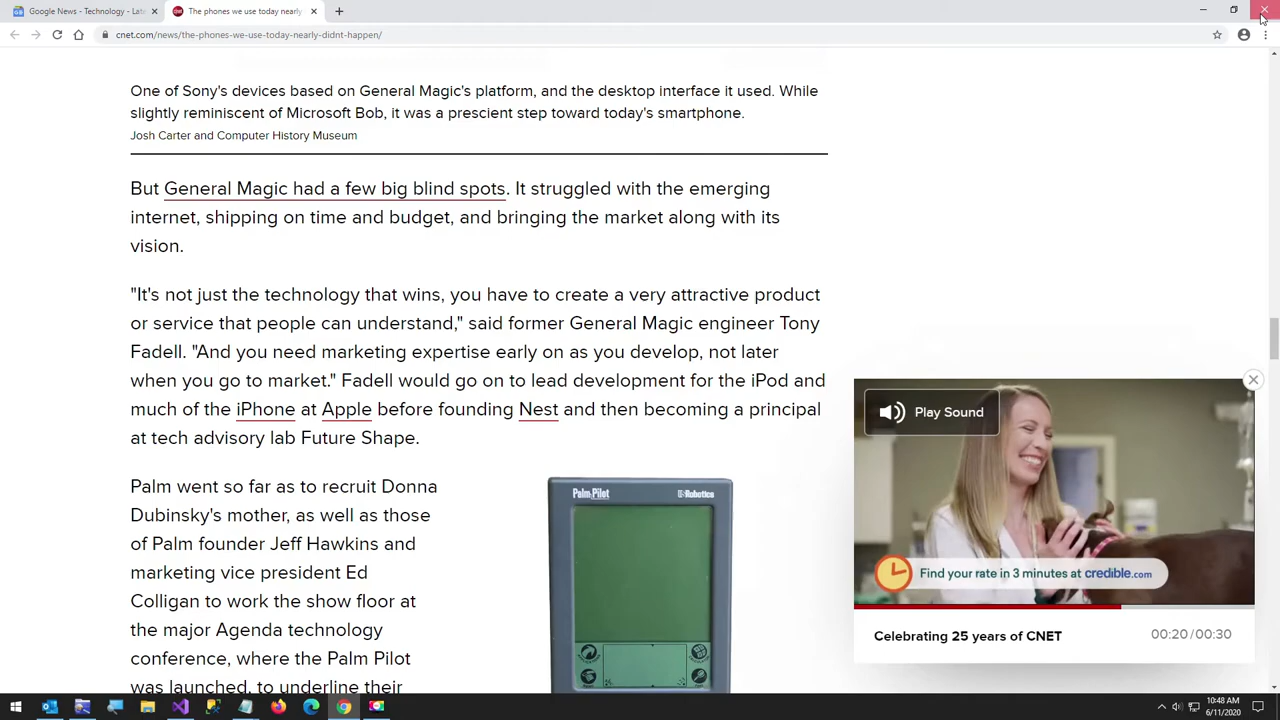 Google News - Technology - Late
The phones we use today nearly
cnet.com/news/the-phones-we-use-today-nearly-didnt-happen/
One of Sony's devices based on General Magic's platform, and the desktop interface it used. While
slightly reminiscent of Microsoft Bob, it was a prescient step toward today's smartphone.
Josh Carter and Computer History Museum
But General Magic had a few big blind spots. It struggled with the emerging
internet, shipping on time and budget, and bringing the market along with its
vision.
"It's not just the technology that wins, you have to create a very attractive product
or service that people can understand," said former General Magic engineer Tony
Fadell. "And you need marketing expertise early on as you develop, not later
when you go to market." Fadell would go on to lead development for the iPod and
much of the iPhone at Apple before founding Nest and then becoming a principal
at tech advisory lab Future Shape.
Palm went so far as to recruit Donna
Dubinsky's mother, as well as those
of Palm founder Jeff Hawkins and
marketing vice president Ed
Colligan to work the show floor at
the major Agenda technology
conference, where the Palm Pilot
was launched, to underline their
PalmPilot
Robotics
Play Sound
Find your rate in 3 minutes at credible.com
Celebrating 25 years of CNET
00:20/00:30
10:48 AM
6/11/2020